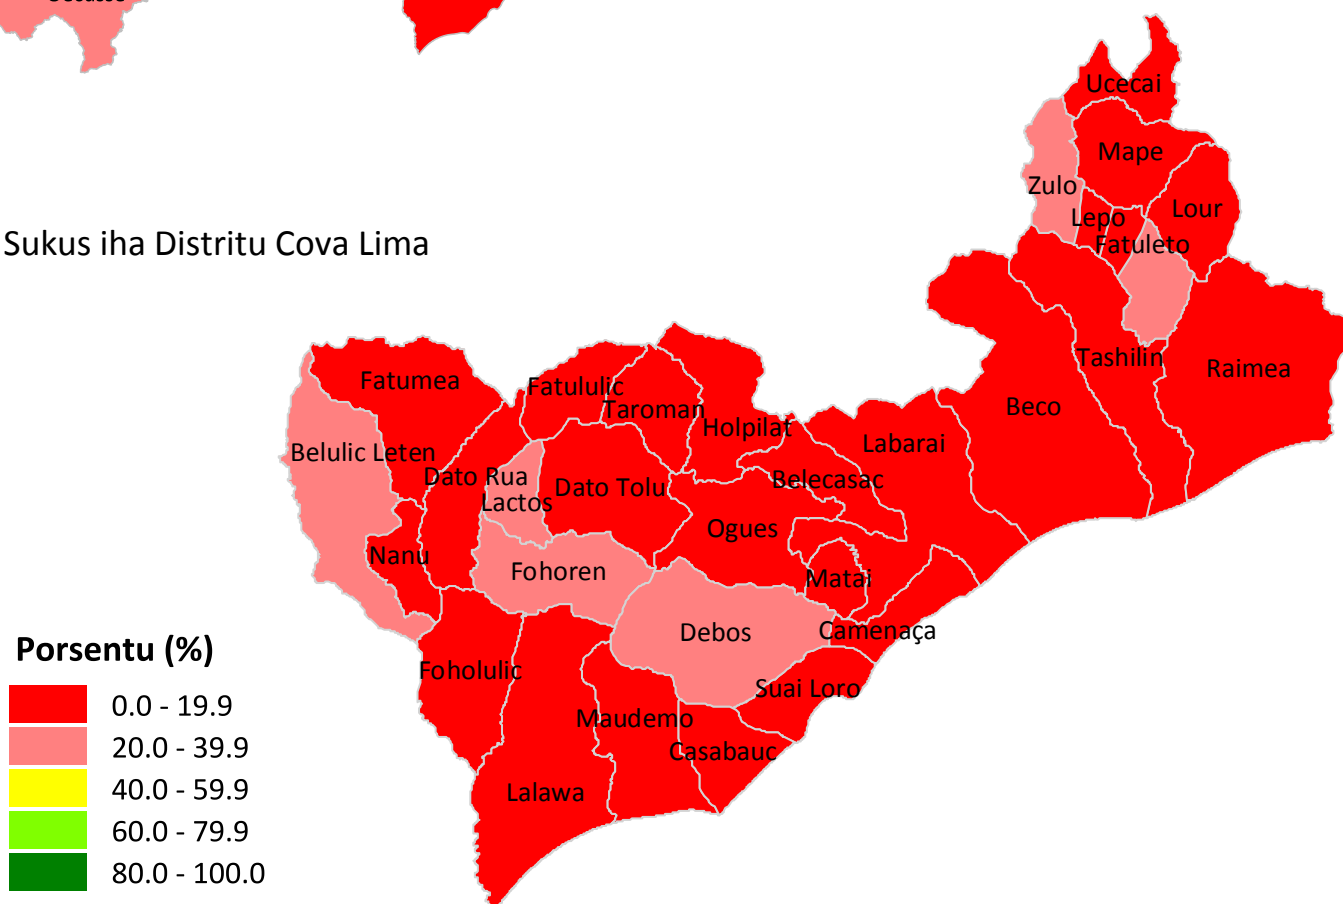 Ucecai
Mape
Zulo
Lepo
Lour
Fatuleto
Sukus iha Distritu Cova Lima
Tashilin
Raimea
Fatumea
Fatululic
Taroman
Beco
Holpilat
Labarai
Belulic Leten
Dato Rua
Belecasac
Lactos
Dato Tolu
Ogues
Nanu
Fohoren
Matai
Debos
Camenaça
Foholulic
Suai Loro
Maudemo
Casabauc
Lalawa
Porsentu (%)
0.0 - 19.9
20.0 - 39.9
40.0 - 59.9
60.0 - 79.9
80.0 - 100.0